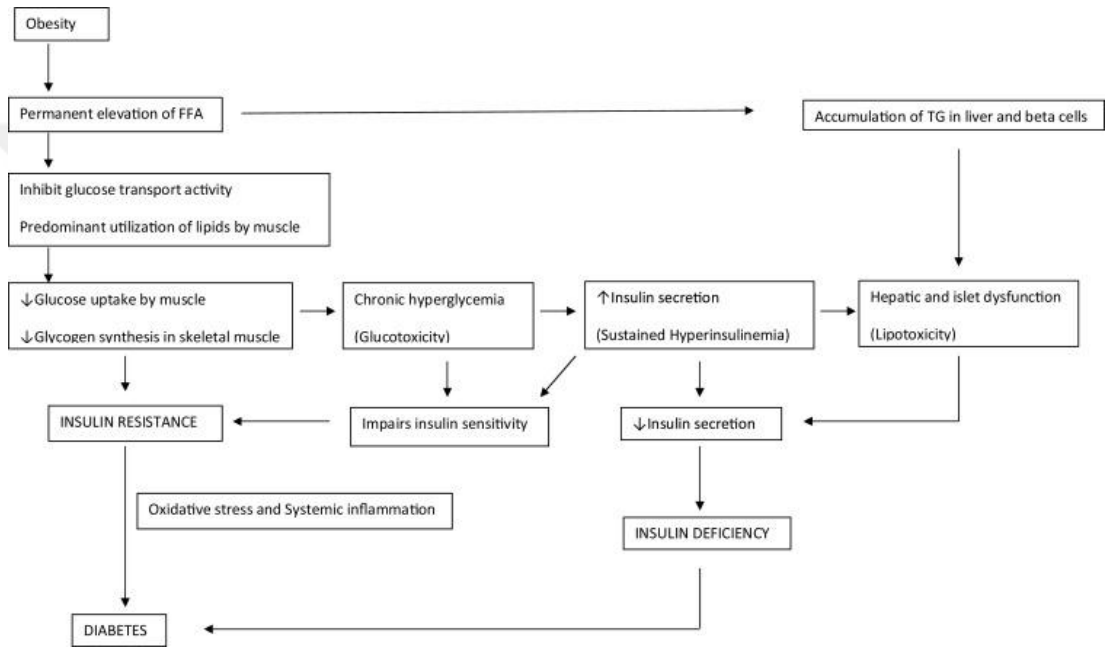 Obesity
Permanent elevation of FFA
Accumulation of TG in liver and beta cells
Inhibit glucose transport activity
Predominant utilization of lipids by muscle
↓Glucose uptake by muscle
↓Glycogen synthesis in skeletal muscle
Chronic hyperglycemia
(Glucotoxicity)
↑Insulin secretion
(Sustained Hyperinsulinemia)
Hepatic and islet dysfunction
(Lipotoxicity)
INSULIN RESISTANCE
Impairs insulin sensitivity
↓Insulin secretion
Oxidative stress and Systemic inflammation
INSULIN DEFICIENCY
DIABETES